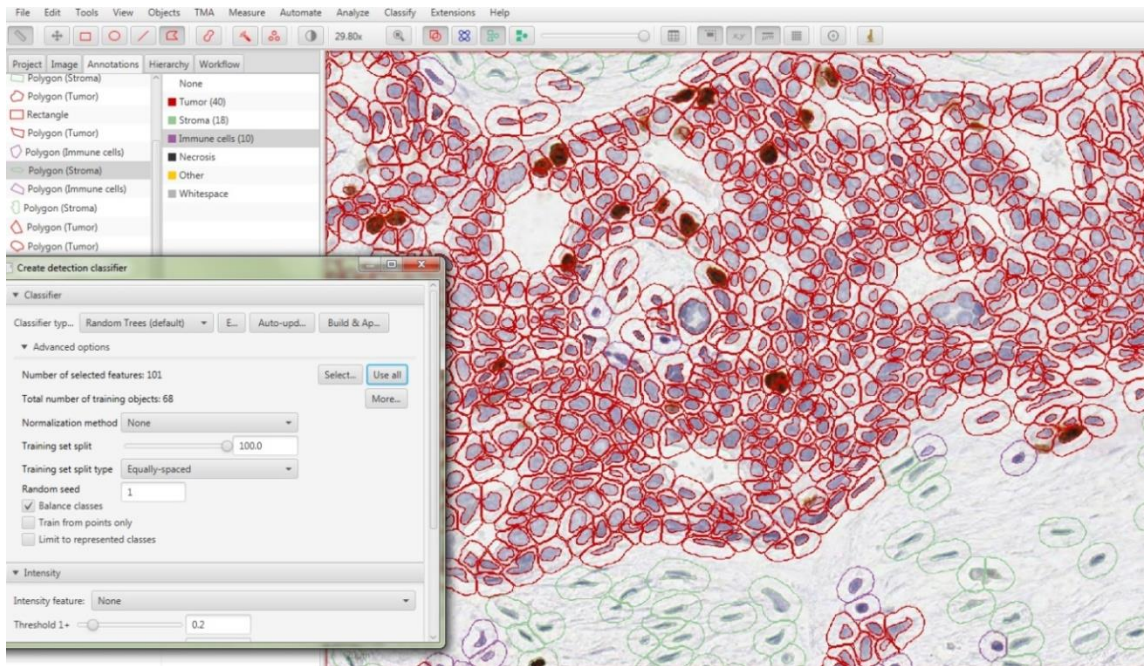 File Edit Tools View Objects TMA Measure Automate Analyze Classify Extensions Help
29.80x
Project Image Annotations Hierarchy Workflow
Polygon (Stroma)
Polygon (Tumor)
Rectangle
Polygon (Tumor)
Polygon (Immune cells)
Polygon (Stroma)
Polygon (Immune cells)
Polygon (Stroma)
Polygon (Tumor)
Polygon (Tumor)
None
Tumor (40)
Stroma (18)
Immune cells (10)
Necrosis
Other
Whitespace
Create detection classifier
Classifier
Classifier typ... Random Trees (default) E... Auto-upd... Build & Ap...
Advanced options
Number of selected features: 101 Select... Use all
Total number of training objects: 68 More...
Normalization method None
Training set split 100.0
Training set split type Equally-spaced
Random seed 1
Balance classes
Train from points only
Limit to represented classes
Intensity
Intensity feature: None
Threshold 1+ 0.2